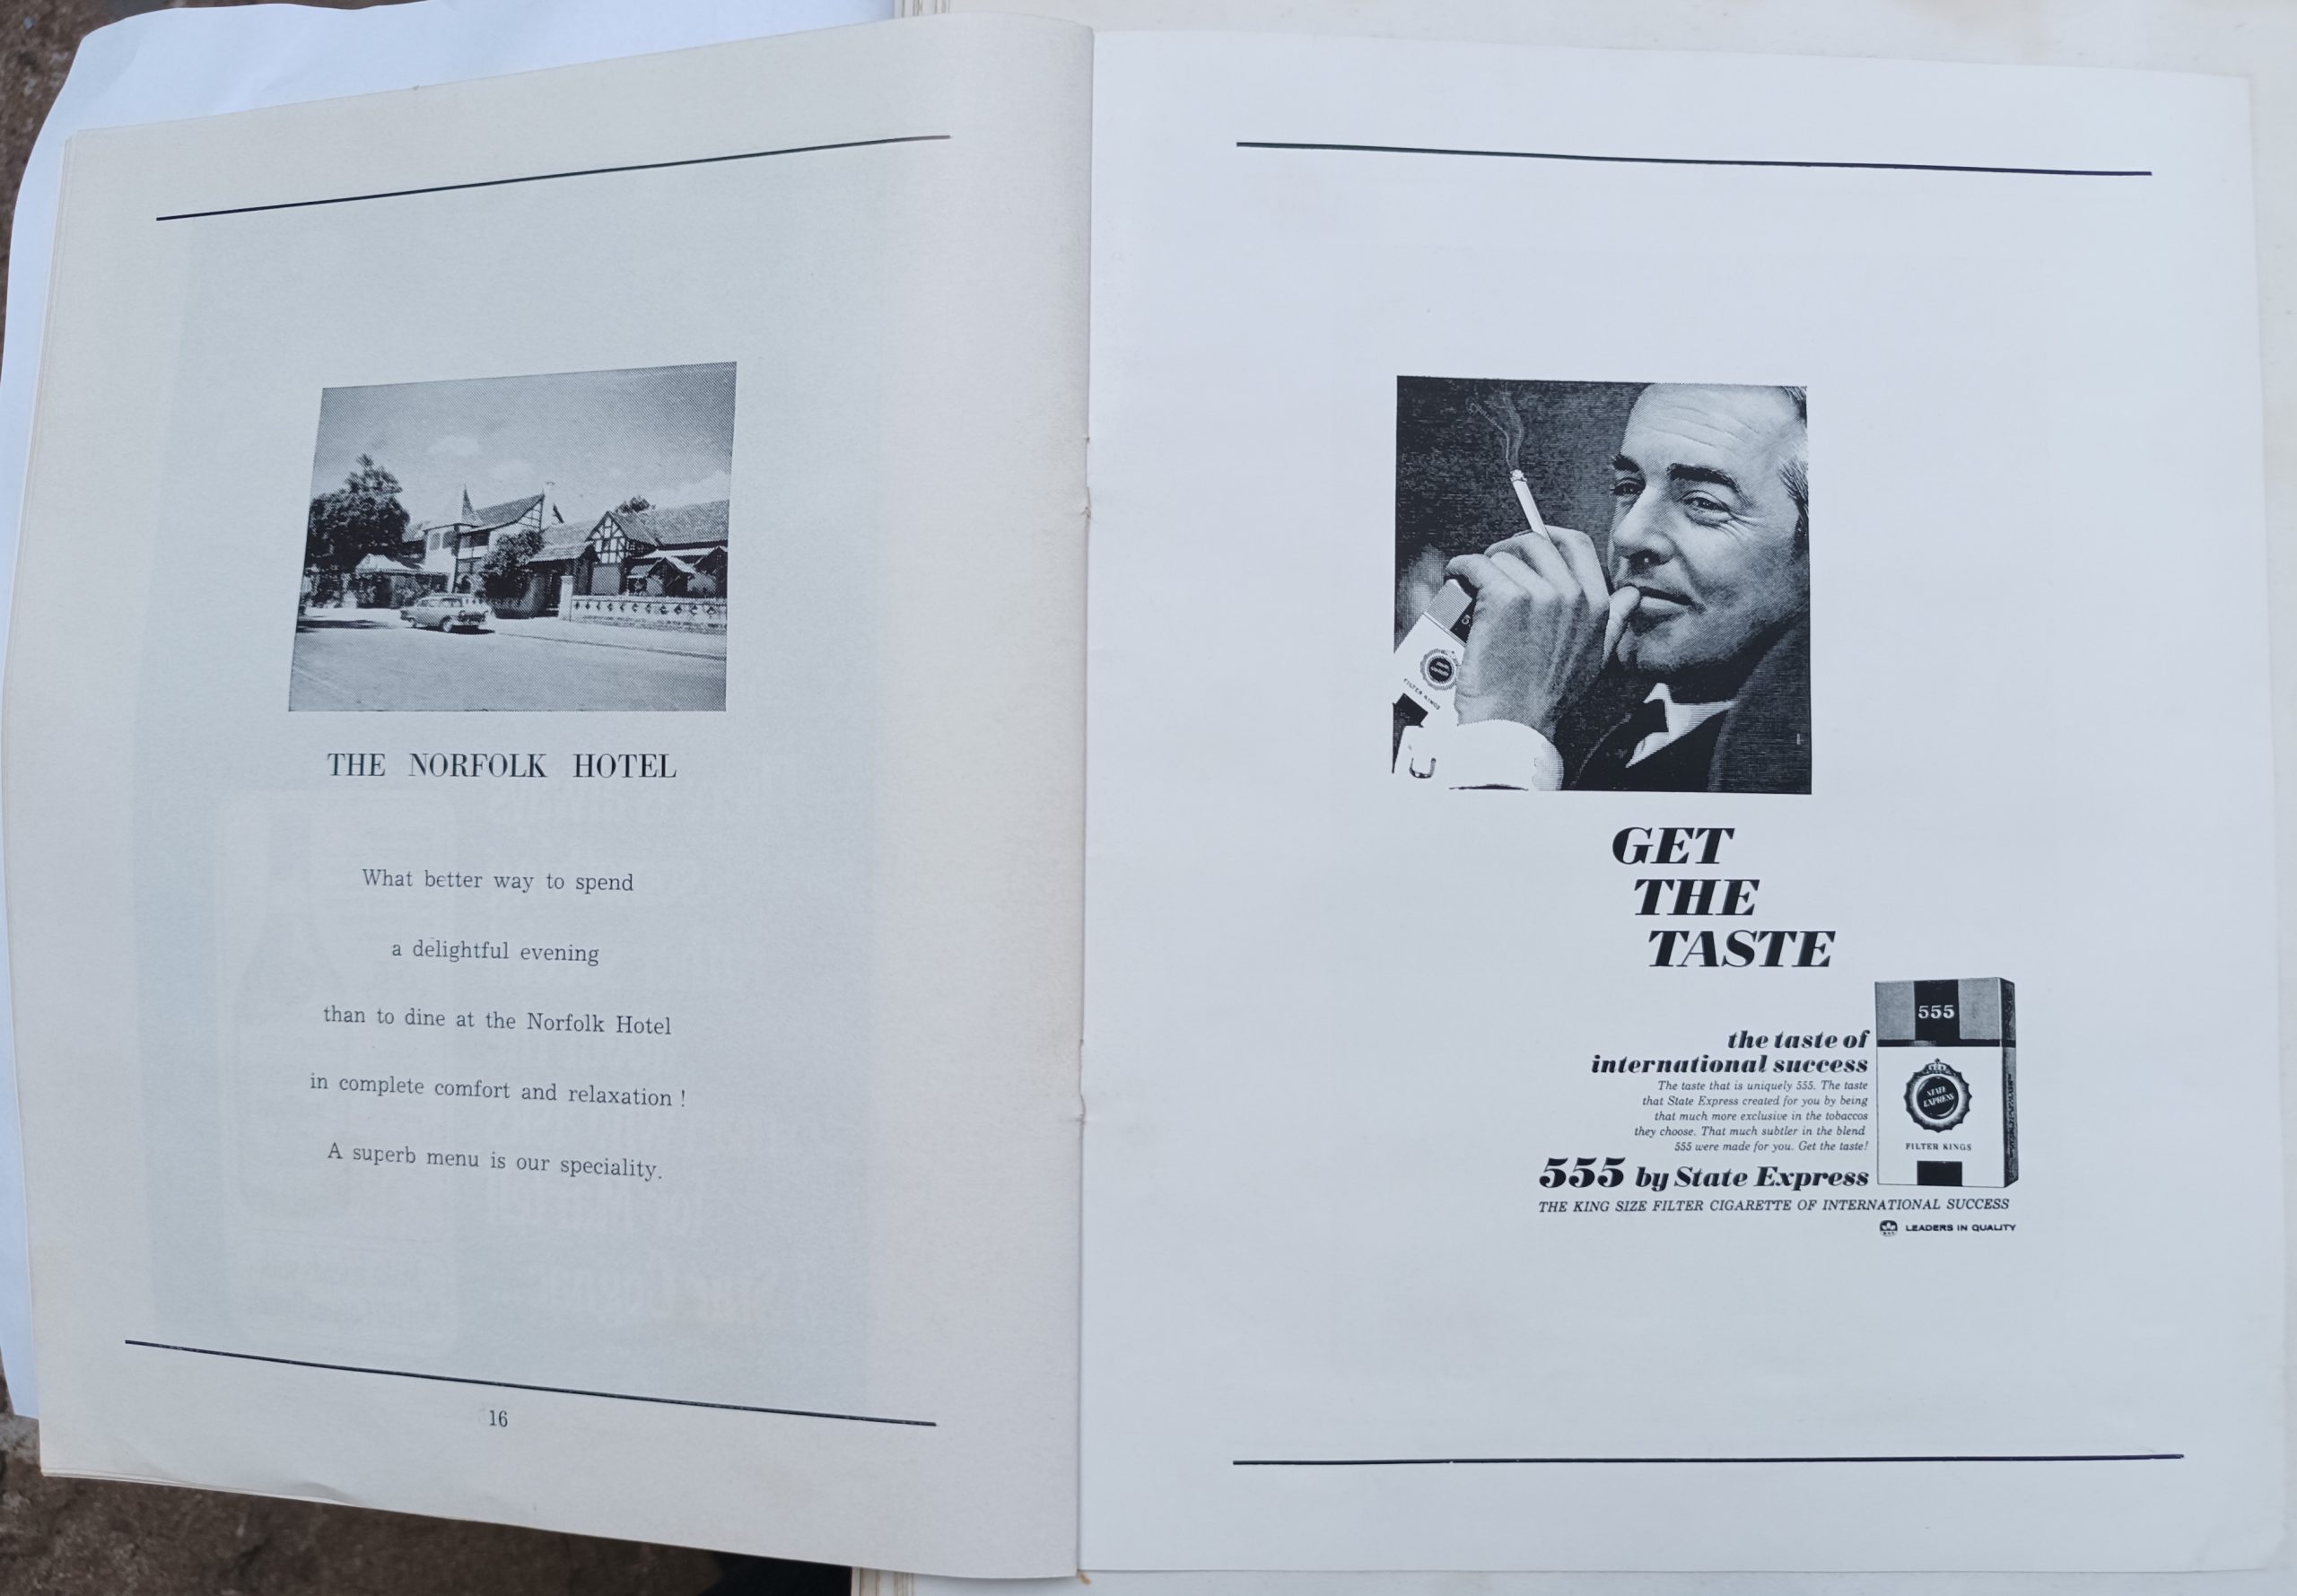 THE NORFOLK HOTEL
What better way to spend
a delightful evening
than to dine at the Norfolk Hotel
in complete comfort and relaxation !
A superb menu is our speciality.
16
FILTER KINGS
GET
THE
TASTE
the taste of
international success
The taste that is uniquely 555. The taste
that State Express created for you by being
that much more exclusive in the tobaccos
they choose. That much subtler in the blend
555 were made for you. Get the taste!
555 by State Express
THE KING SIZE FILTER CIGARETTE OF INTERNATIONAL SUCCESS
LEADERS IN QUALITY
555
STATE
EXPRESS
FILTER KINGS